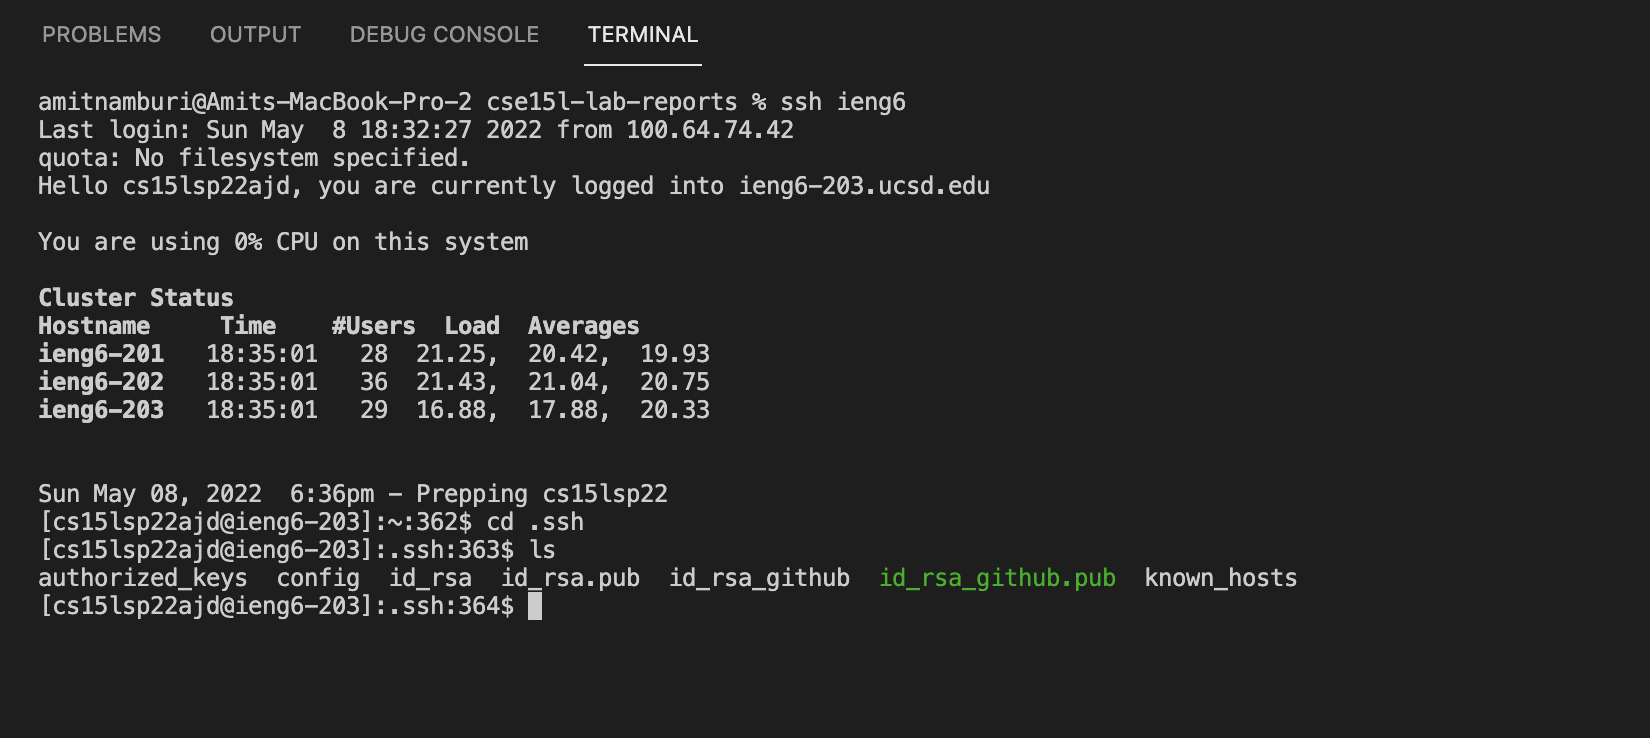 PROBLEMS OUTPUT DEBUG CONSOLE TERMINAL
amitnamburi@Amits-MacBook-Pro-2 cse15l-lab-reports % ssh ieng6
Last login: Sun May  8 18:32:27 2022 from 100.64.74.42
quota: No filesystem specified.
Hello cs15lsp22ajd, you are currently logged into ieng6-203.ucsd.edu
You are using 0% CPU on this system
Cluster Status
Hostname     Time    #Users  Load  Averages
ieng6-201   18:35:01   28  21.25,  20.42,  19.93
ieng6-202   18:35:01   36  21.43,  21.04,  20.75
ieng6-203   18:35:01   29  16.88,  17.88,  20.33
Sun May 08, 2022  6:36pm - Prepping cs15lsp22
[cs15lsp22ajd@ieng6-203]:~:362$ cd .ssh
[cs15lsp22ajd@ieng6-203]:.ssh:363$ ls
authorized_keys  config  id_rsa  id_rsa.pub  id_rsa_github  id_rsa_github.pub  known_hosts
[cs15lsp22ajd@ieng6-203]:.ssh:364$